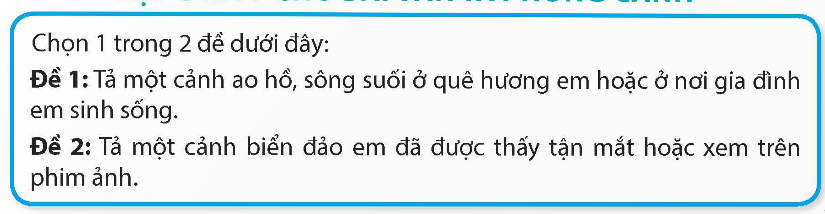 Chọn 1 trong 2 đề dưới đây:
Đề 1: Tả một cảnh ao hồ, sông suối ở quê hương em hoặc ở nơi gia đình
em sinh sống.
Đề 2: Tả một cảnh biển đảo em đã được thấy tận mắt hoặc xem trên
phim ảnh.